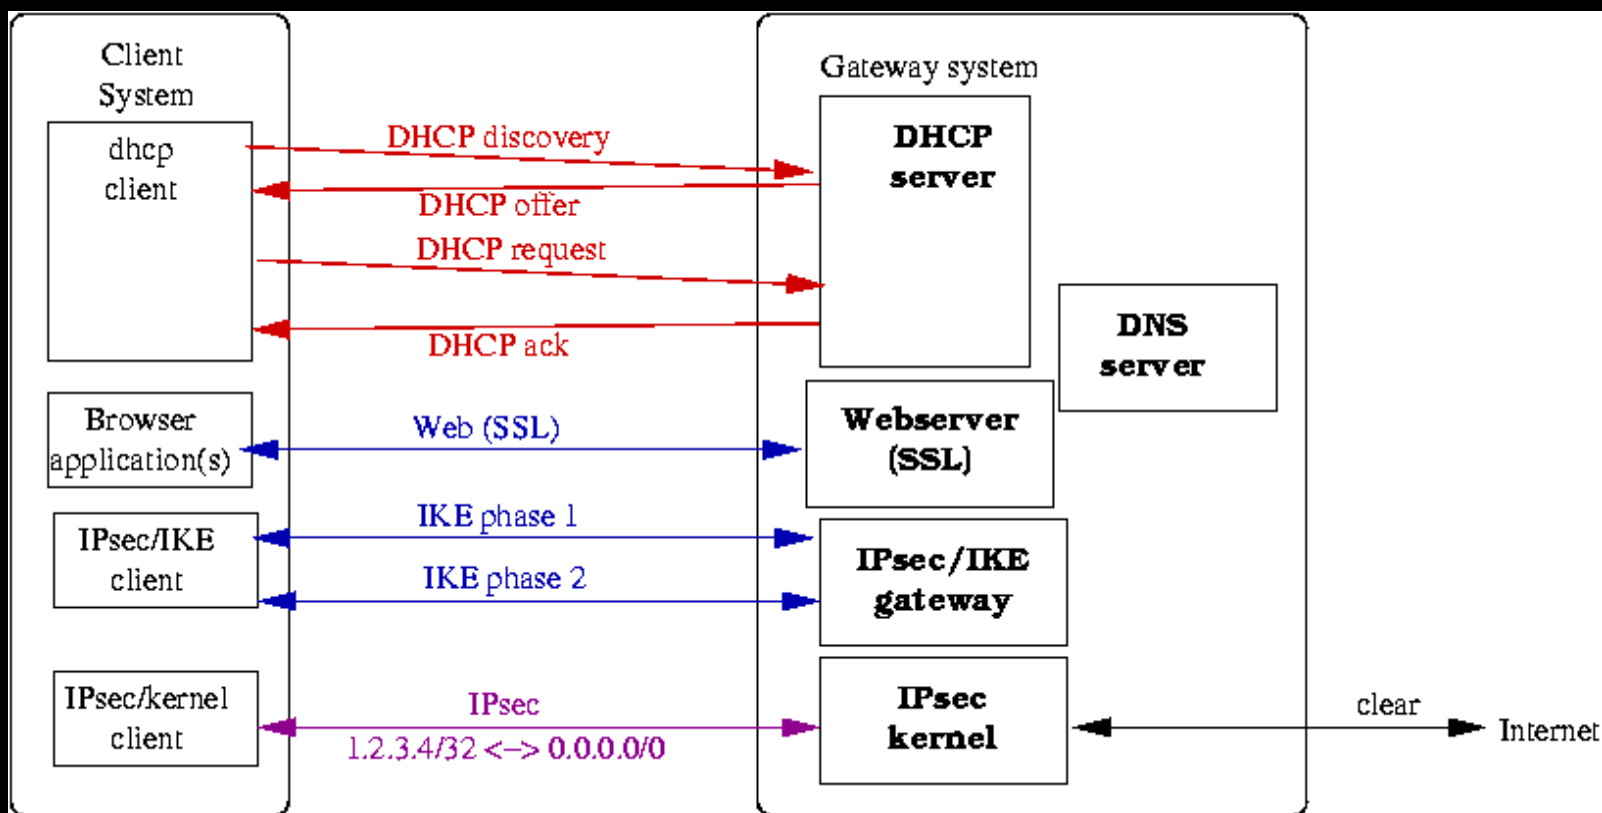 Client
System
Gateway system
dhcp
client
DHCP discovery
DHCP server
DHCP offer
DHCP request
DHCP ack
DNS
server
Browser
application(s)
Web (SSL)
Webserver
(SSL)
IPsec/IKE
client
IKE phase 1
IKE phase 2
IPsec/IKE
gateway
IPsec/kernel
client
IPsec
1.2.3.4/32 <-> 0.0.0.0/0
IPsec
kernel
clear
Internet